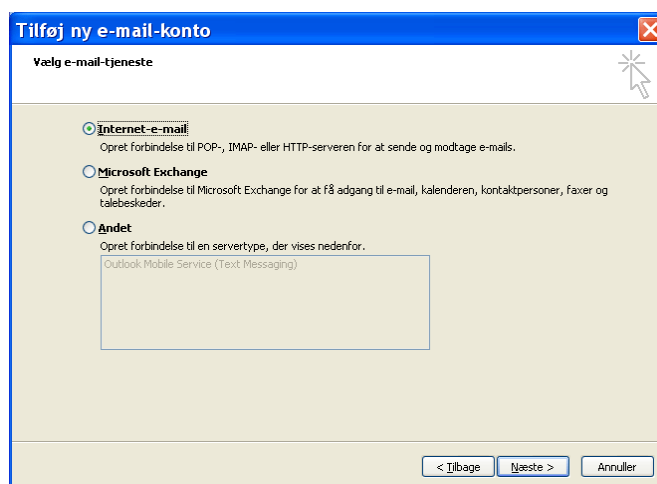 Tilføj ny e-mail-konto
Vælg e-mail-tjeneste
Internet-e-mail
Opret forbindelse til POP-, IMAP- eller HTTP-serveren for at sende og modtage e-mails.
Microsoft Exchange
Opret forbindelse til Microsoft Exchange for at få adgang til e-mail, kalenderen, kontaktpersoner, faxer og
talebeskeder.
Andet
Opret forbindelse til en servertype, der vises nedenfor.
Outlook Mobile Service (Text Messaging)
< Tilbage
Næste >
Annuller